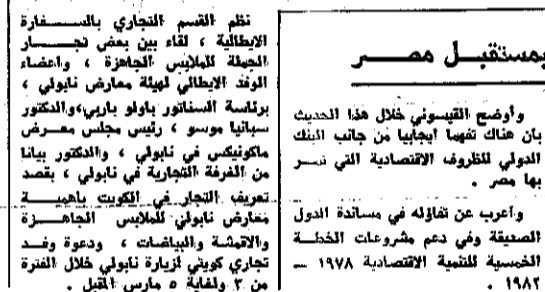 بمستقبل مصر
وأوضح القيسوني خلال هذا الحديث
بان هناك تفهما ايجابيا من جانب البنك
الدولي للظروف الاقتصادية التي تمر
بها مصر .
وأعرب عن تفاؤله في مساندة الدول
الصديقة وفي دعم مشروعات الخطة
الخمسية للتنمية الاقتصادية ١٩٧٨ –
١٩٨٢ .
نظم القسم التجاري بالسفارة
الايطالية ، لقاء بين بعض تجار
الجملة للملابس الجاهزة ، واعضاء
الوفد الايطالي لهيئة معارض نابولي ،
برئاسة السناتور باولو باربي،والدكتور
سباتيا موسو ، رئيس مجلس معرض
ماكونيكس في نابولي ، والدكتور بيانا
من الغرفة التجارية في نابولي ، بقصد
تعريف التجار في الكويت باهمية
معارض نابولي للملابس الجاهزة
والاقمشة والبياضات ، ودعوة وفد
تجاري كويتي لزيارة نابولي خلال الفترة
من ٢ ولغاية ٥ مارس المقبل .